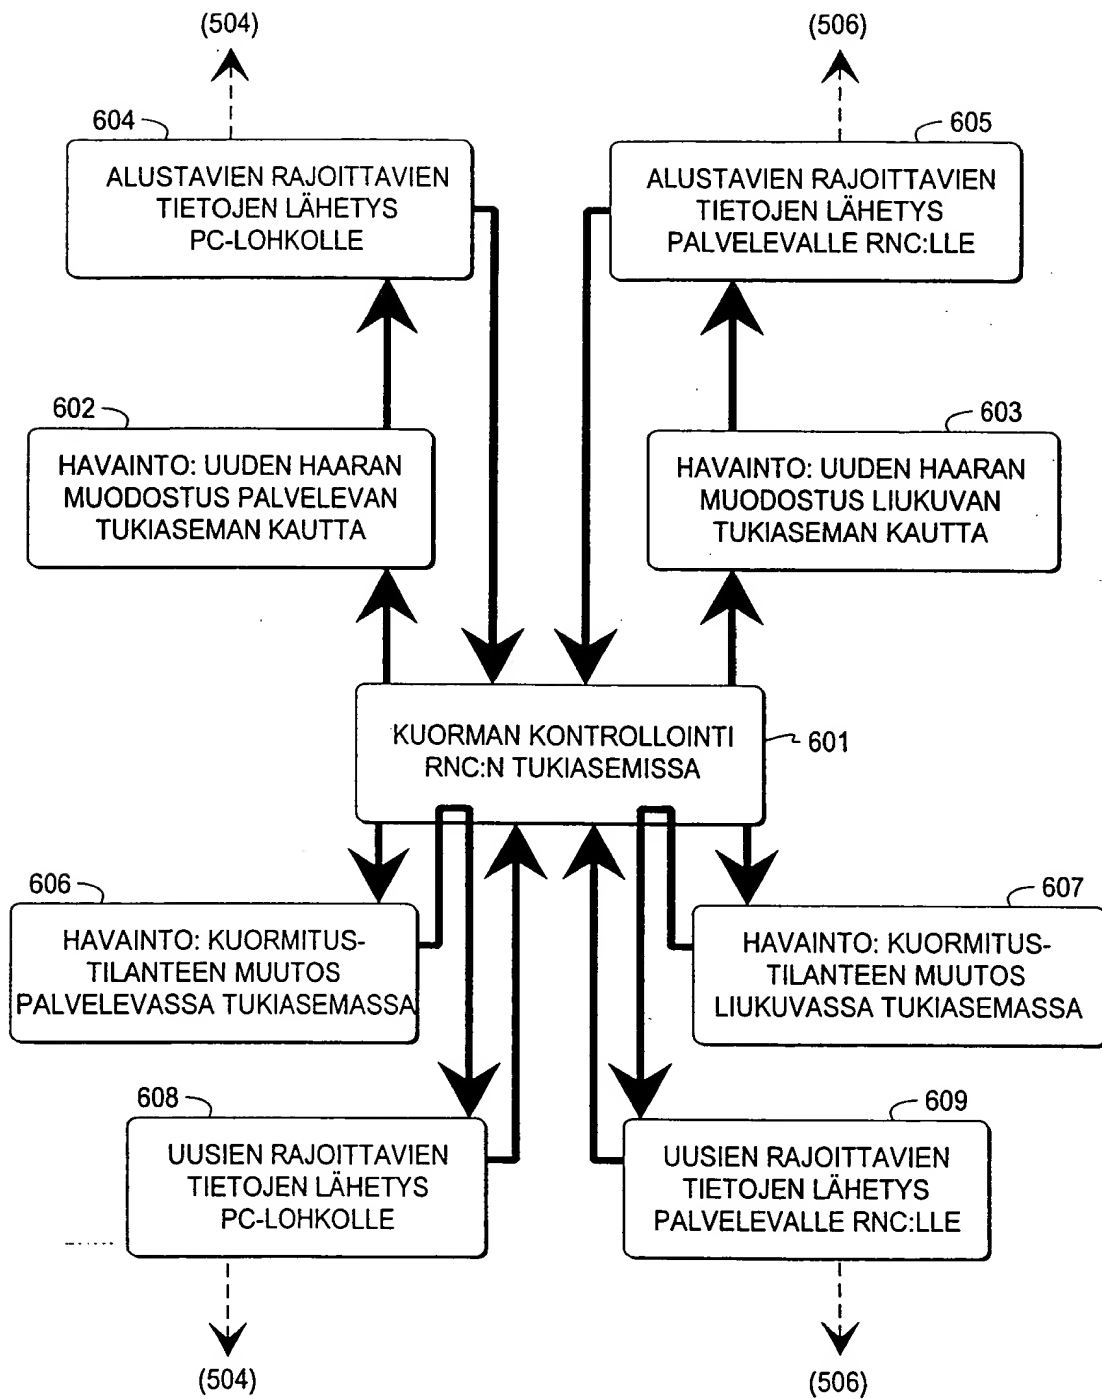 (504)
(506)
604
605
ALUSTAVIEN RAJOITTAVIEN
TIETOJEN LÄHETYS
PC-LOHKOLLE
ALUSTAVIEN RAJOITTAVIEN
TIETOJEN LÄHETYS
PALVELEVALLE RNC:LLE
602
603
HAVAINTO: UUDEN HAARAN
MUODOSTUS PALVELEVAN
TUKIASEMAN KAUTTA
HAVAINTO: UUDEN HAARAN
MUODOSTUS LIUKUVAN
TUKIASEMAN KAUTTA
KUORMAN KONTROLLOINTI
RNC:N TUKIASEMISSA
601
606
607
HAVAINTO: KUORMITUS-
TILANTEEN MUUTOS
PALVELEVASSA TUKIASEMASSA
HAVAINTO: KUORMITUS-
TILANTEEN MUUTOS
LIUKUVASSA TUKIASEMASSA
608
609
UUSIEN RAJOITTAVIEN
TIETOJEN LÄHETYS
PC-LOHKOLLE
UUSIEN RAJOITTAVIEN
TIETOJEN LÄHETYS
PALVELEVALLE RNC:LLE
(504)
(506)